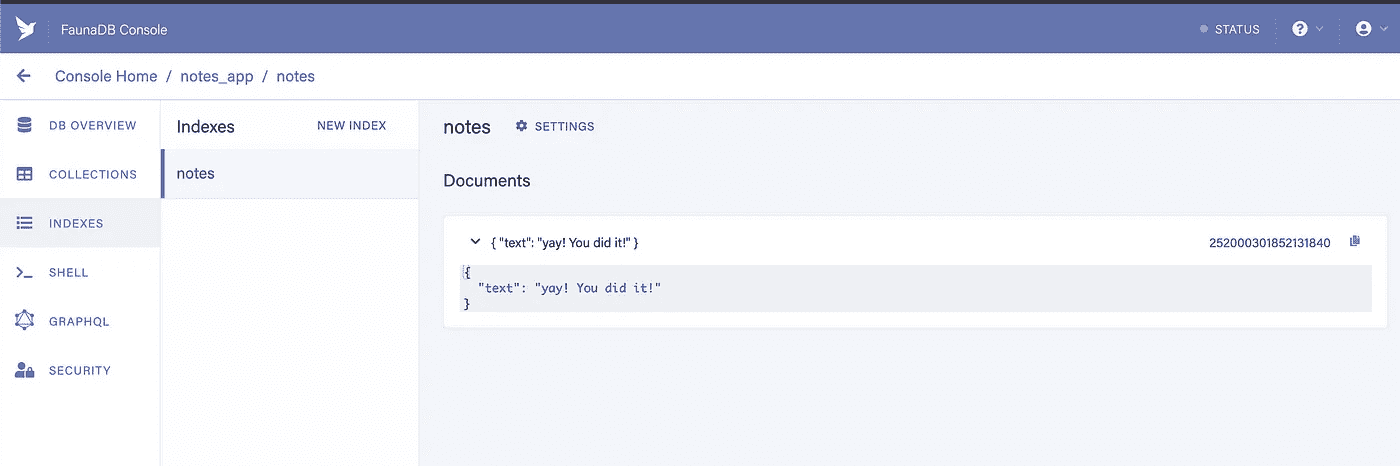 FaunaDB Console
STATUS
Console Home / notes_app / notes
DB OVERVIEW
COLLECTIONS
INDEXES
SHELL
GRAPHQL
SECURITY
Indexes
NEW INDEX
notes
notes
SETTINGS
Documents
{ "text": "yay! You did it!" }
252000301852131840
{
"text": "yay! You did it!"
}